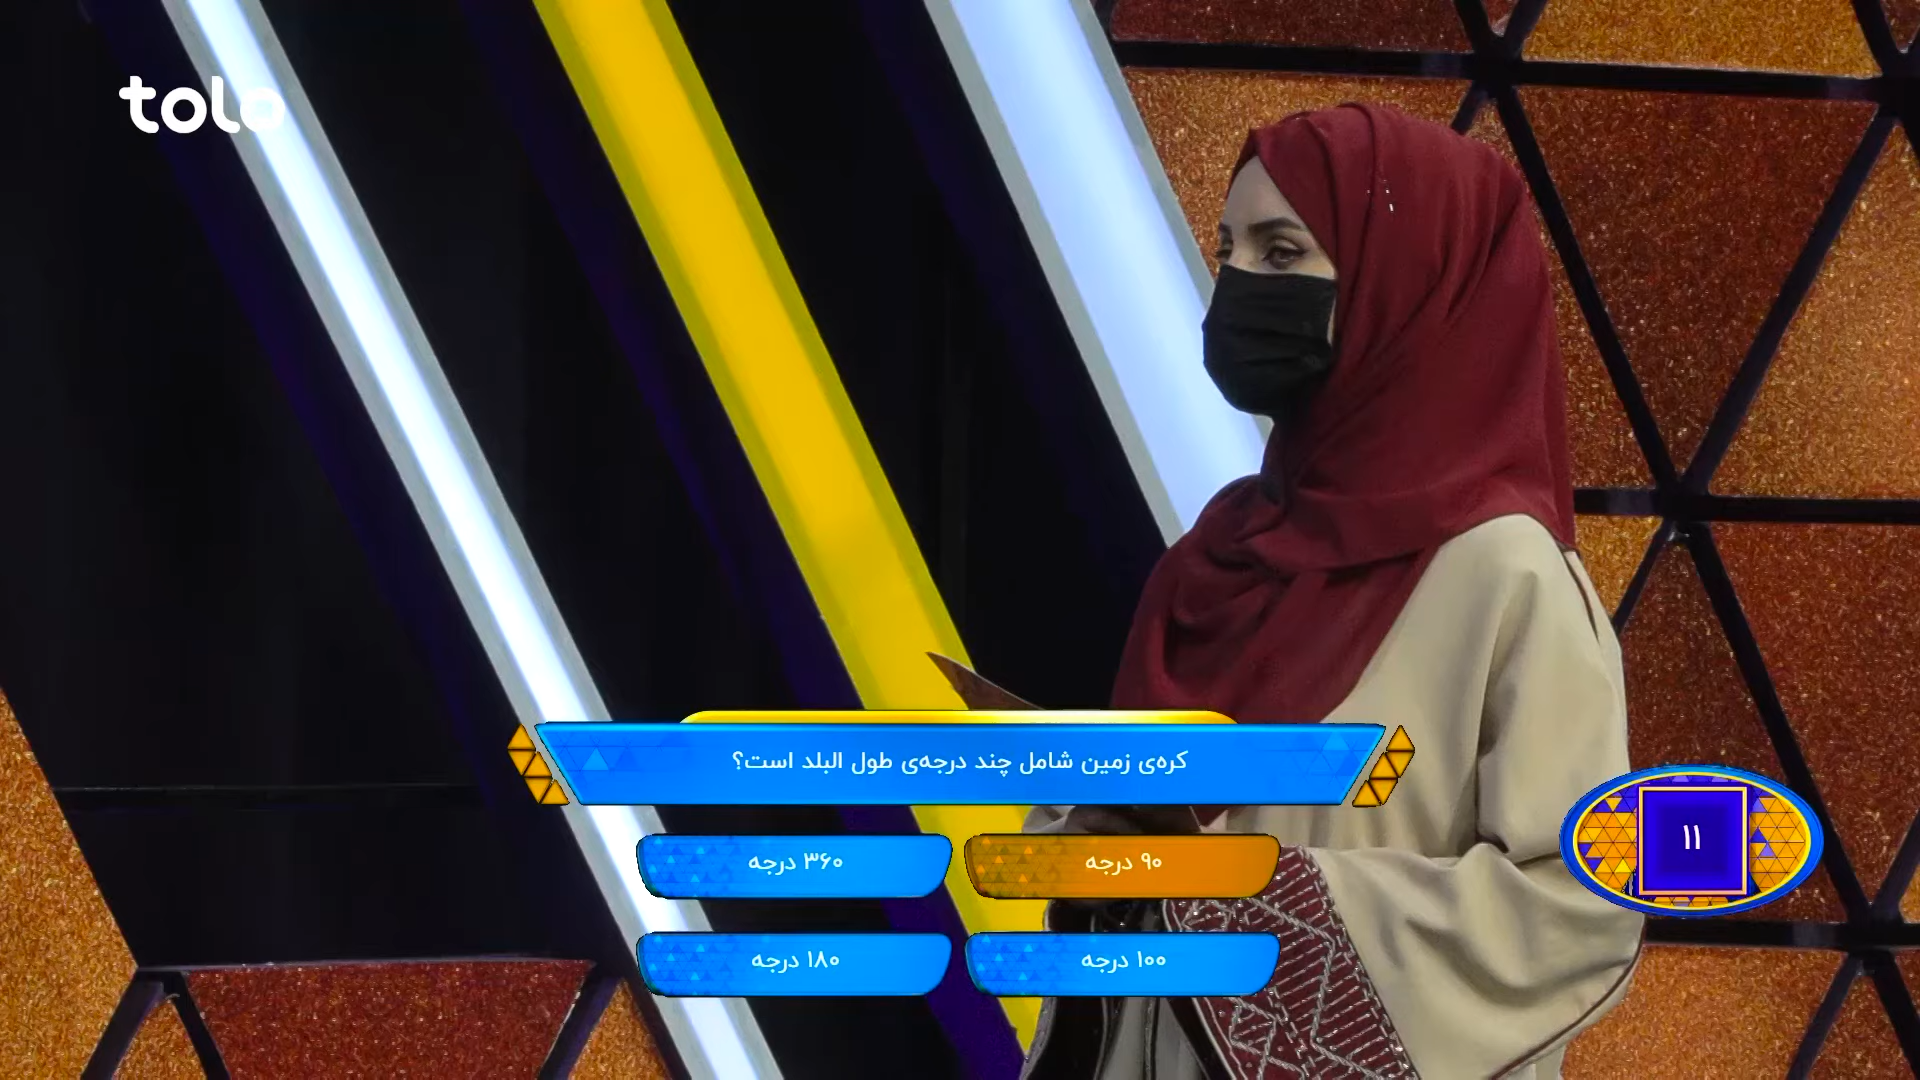 tolo
کره‌ی زمین شامل چند درجه‌ی طول البلد است؟
۹۰ درجه
۳۶۰ درجه
۱۰۰ درجه
۱۸۰ درجه
۱۱